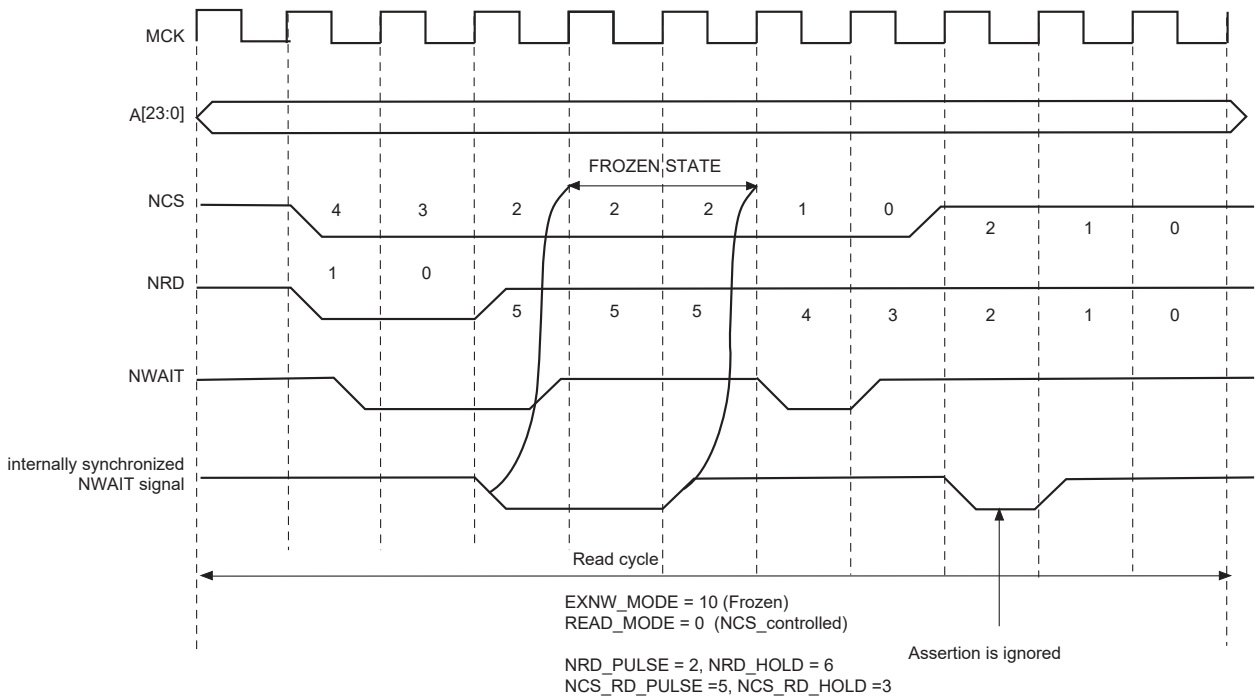 MCK
A[23:0]
FROZEN STATE
NCS
4 3 2 2 2 1 0
2 1 0
1 0
NRD
5 5 5 4 3 2 1 0
NWAIT
internally synchronized
NWAIT signal
Read cycle
EXNW_MODE = 10 (Frozen)
READ_MODE = 0 (NCS_controlled)
Assertion is ignored
NRD_PULSE = 2, NRD_HOLD = 6
NCS_RD_PULSE =5, NCS_RD_HOLD =3